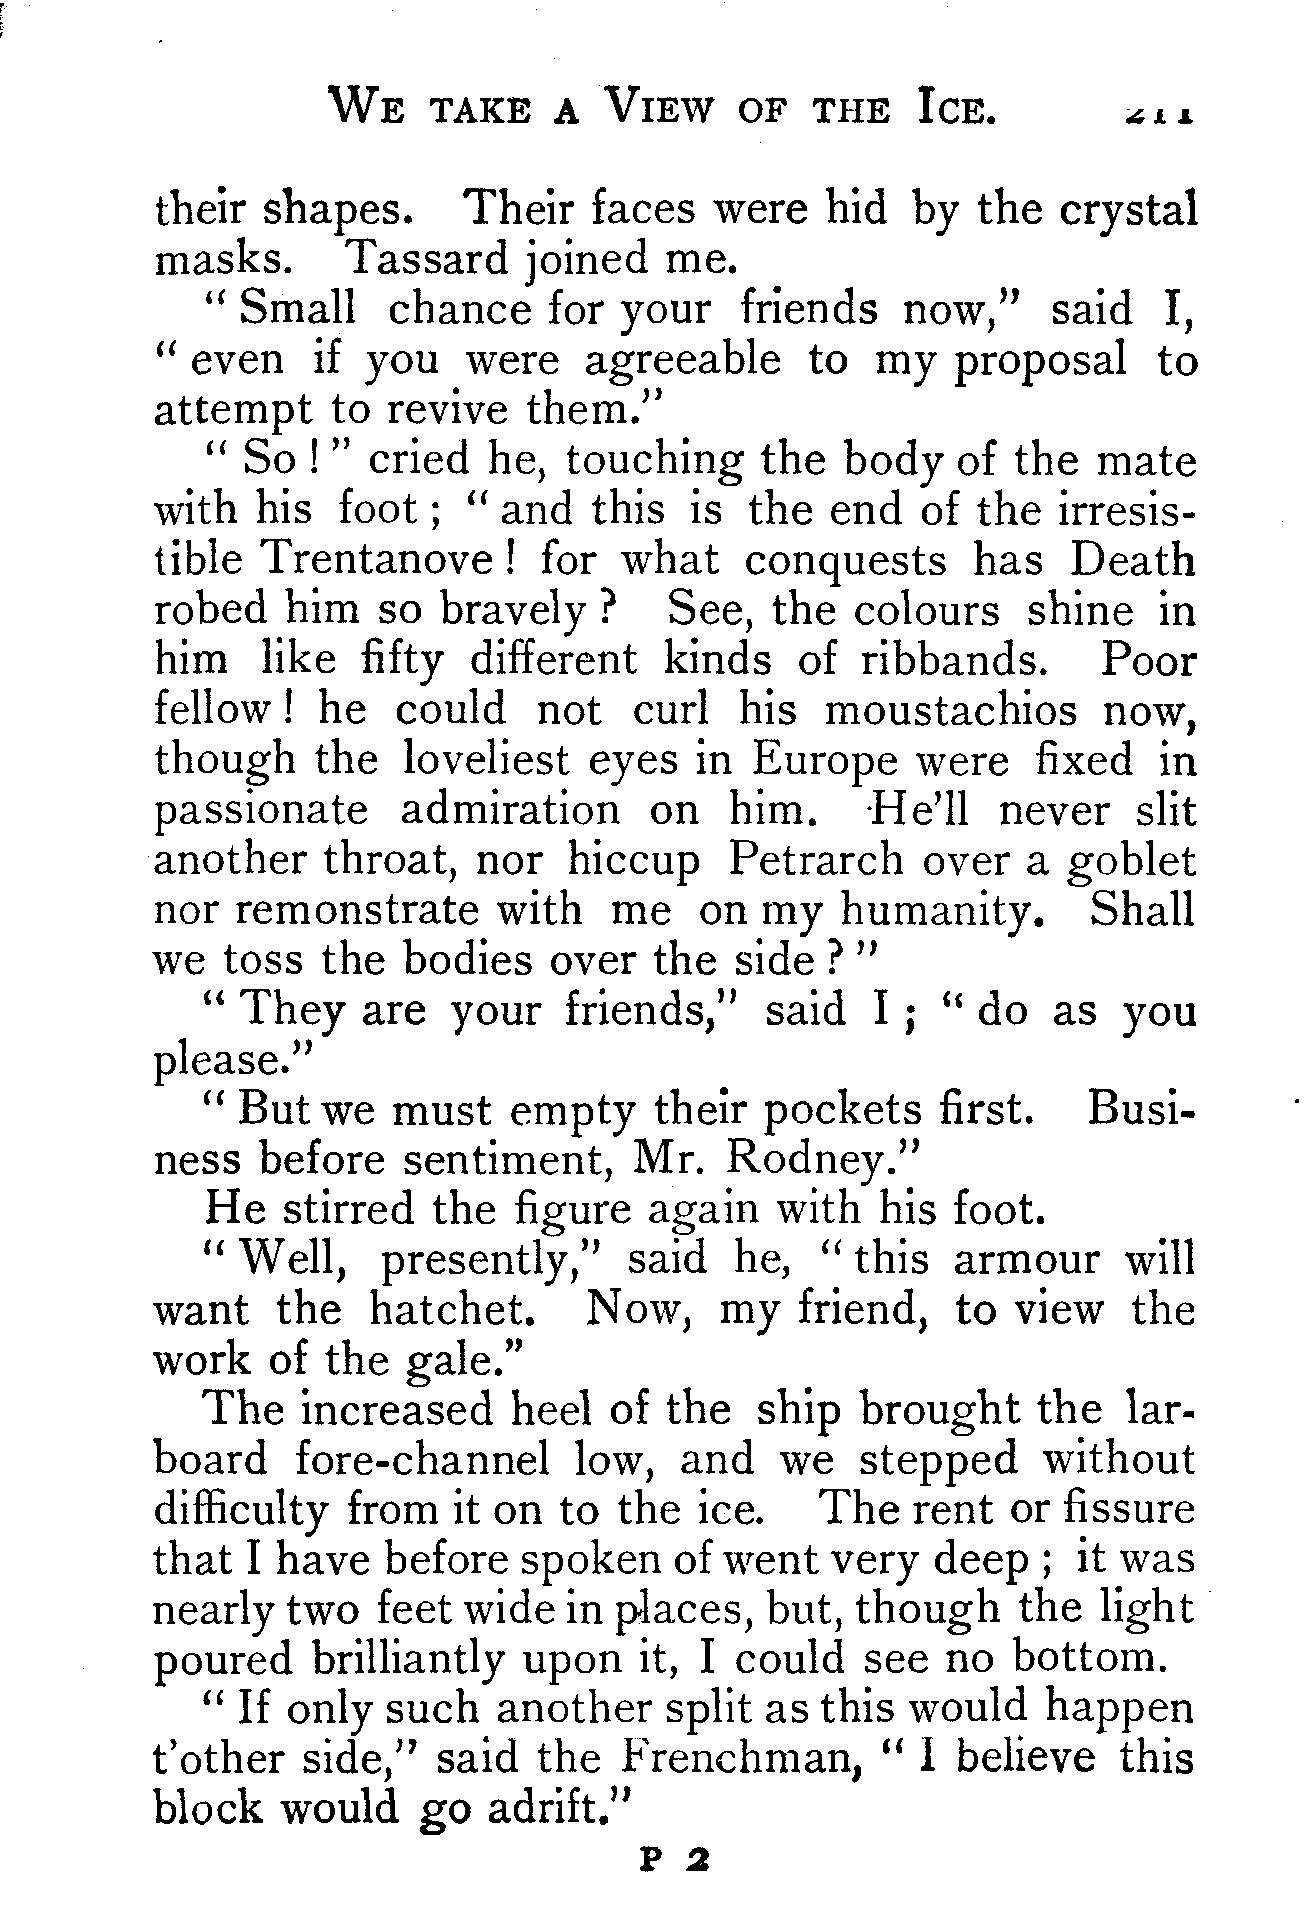 We take a View of the Ice. 211
their shapes. Their faces were hid by the crystal
masks. Tassard joined me.
“ Small chance for your friends now,” said I,
“ even if you were agreeable to my proposal to
attempt to revive them.”
“ So ! ” cried he, touching the body of the mate
with his foot ; “ and this is the end of the irresis-
tible Trentanove ! for what conquests has Death
robed him so bravely ? See, the colours shine in
him like fifty different kinds of ribbands. Poor
fellow ! he could not curl his moustachios now,
though the loveliest eyes in Europe were fixed in
passionate admiration on him. He’ll never slit
another throat, nor hiccup Petrarch over a goblet
nor remonstrate with me on my humanity. Shall
we toss the bodies over the side ? ”
“ They are your friends,” said I ; “ do as you
please.”
“ But we must empty their pockets first. Busi-
ness before sentiment, Mr. Rodney.”
He stirred the figure again with his foot.
“ Well, presently,” said he, “ this armour will
want the hatchet. Now, my friend, to view the
work of the gale.”
The increased heel of the ship brought the lar-
board fore-channel low, and we stepped without
difficulty from it on to the ice. The rent or fissure
that I have before spoken of went very deep ; it was
nearly two feet wide in places, but, though the light
poured brilliantly upon it, I could see no bottom.
“ If only such another split as this would happen
t’other side,” said the Frenchman, “ I believe this
block would go adrift.”
P 2